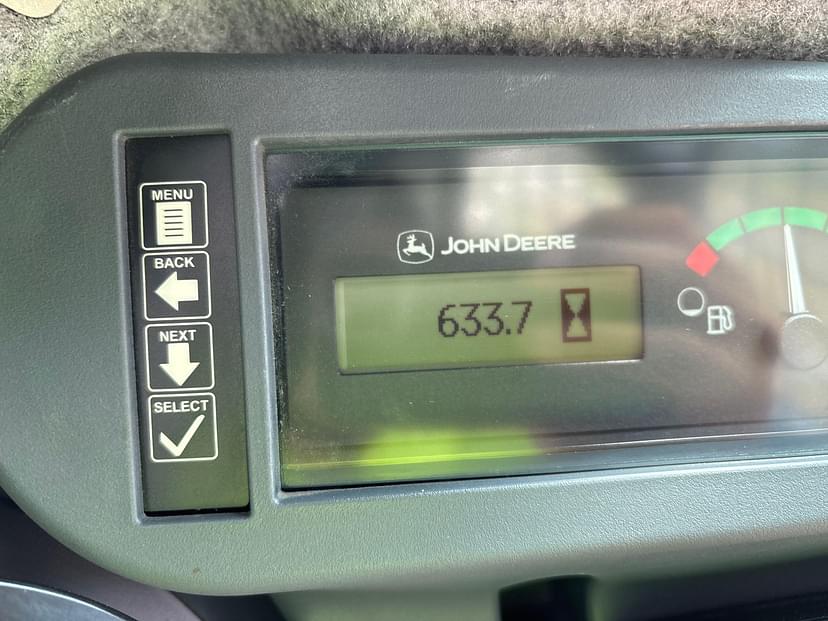 MENU
BACK
NEXT
SELECT
JOHN DEERE
633.7